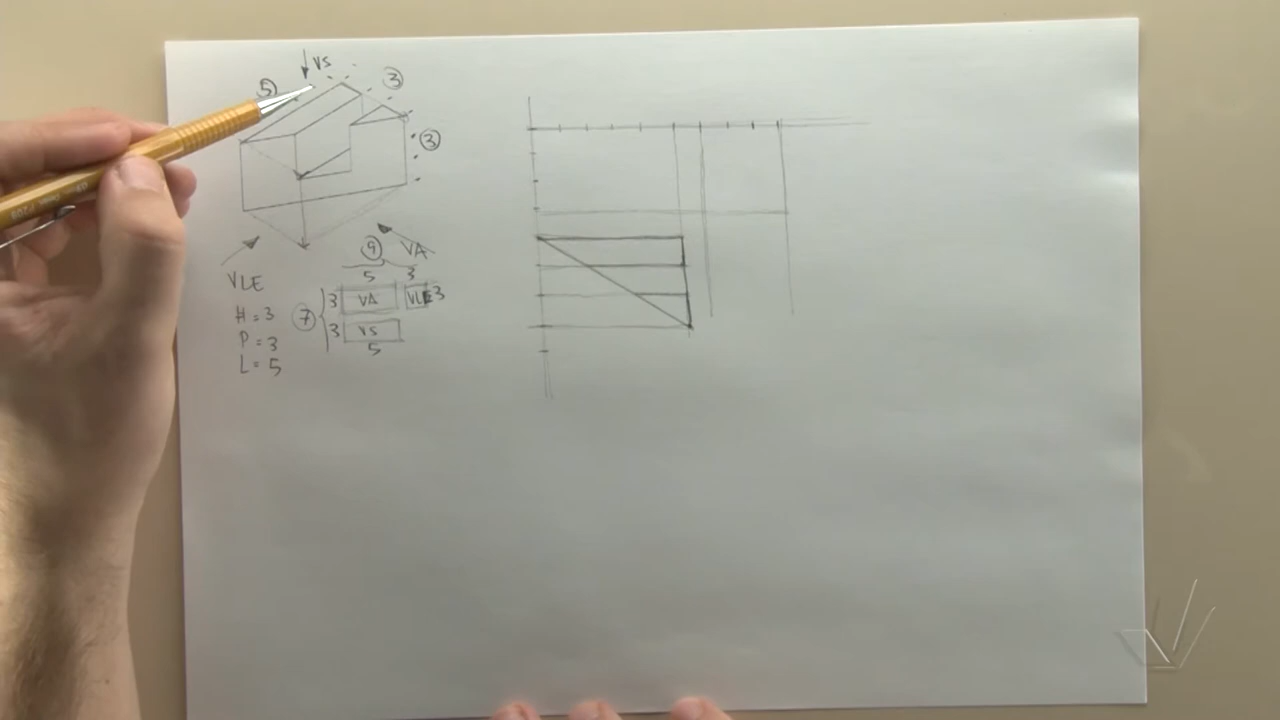 VS
5
3
3
VA
VLE
H = 3
P = 3
L = 5
9
5 3
3 VA VLE 3
7
3 VS
5